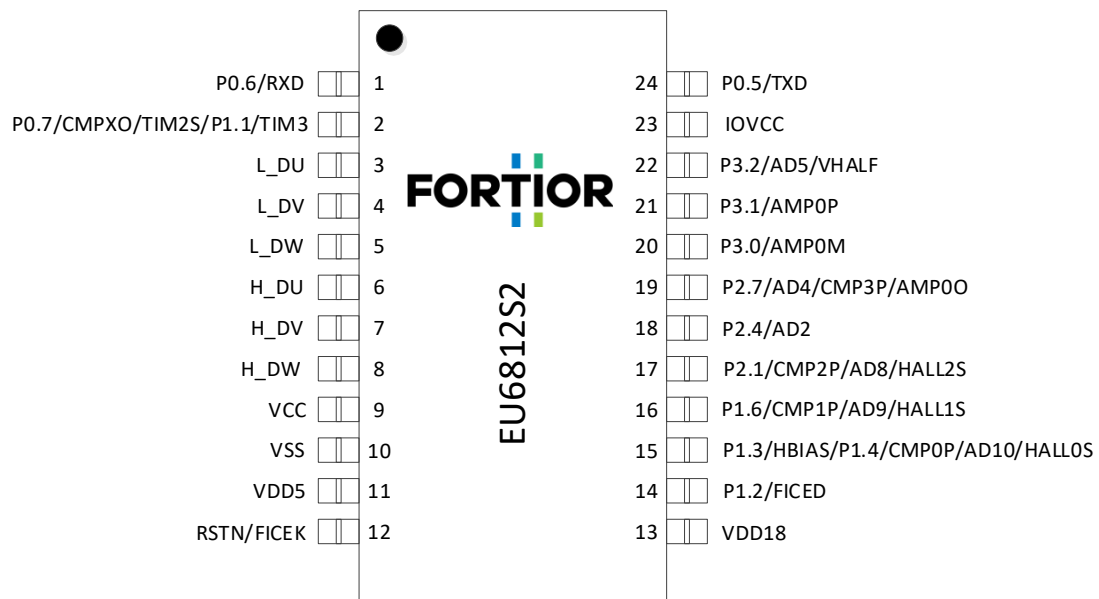 P0.6/RXD 1 24 P0.5/TXD
P0.7/CMPXO/TIM2S/P1.1/TIM3 2 23 IOVCC
L_DU 3 22 P3.2/AD5/VHALF
FORTIOR
L_DV 4 21 P3.1/AMP0P
L_DW 5 20 P3.0/AMP0M
H_DU 6 19 P2.7/AD4/CMP3P/AMP0O
H_DV 7 18 P2.4/AD2
H_DW 8 17 P2.1/CMP2P/AD8/HALL2S
EU6812S2
VCC 9 16 P1.6/CMP1P/AD9/HALL1S
VSS 10 15 P1.3/HBIAS/P1.4/CMP0P/AD10/HALL0S
VDD5 11 14 P1.2/FICED
RSTN/FICEK 12 13 VDD18